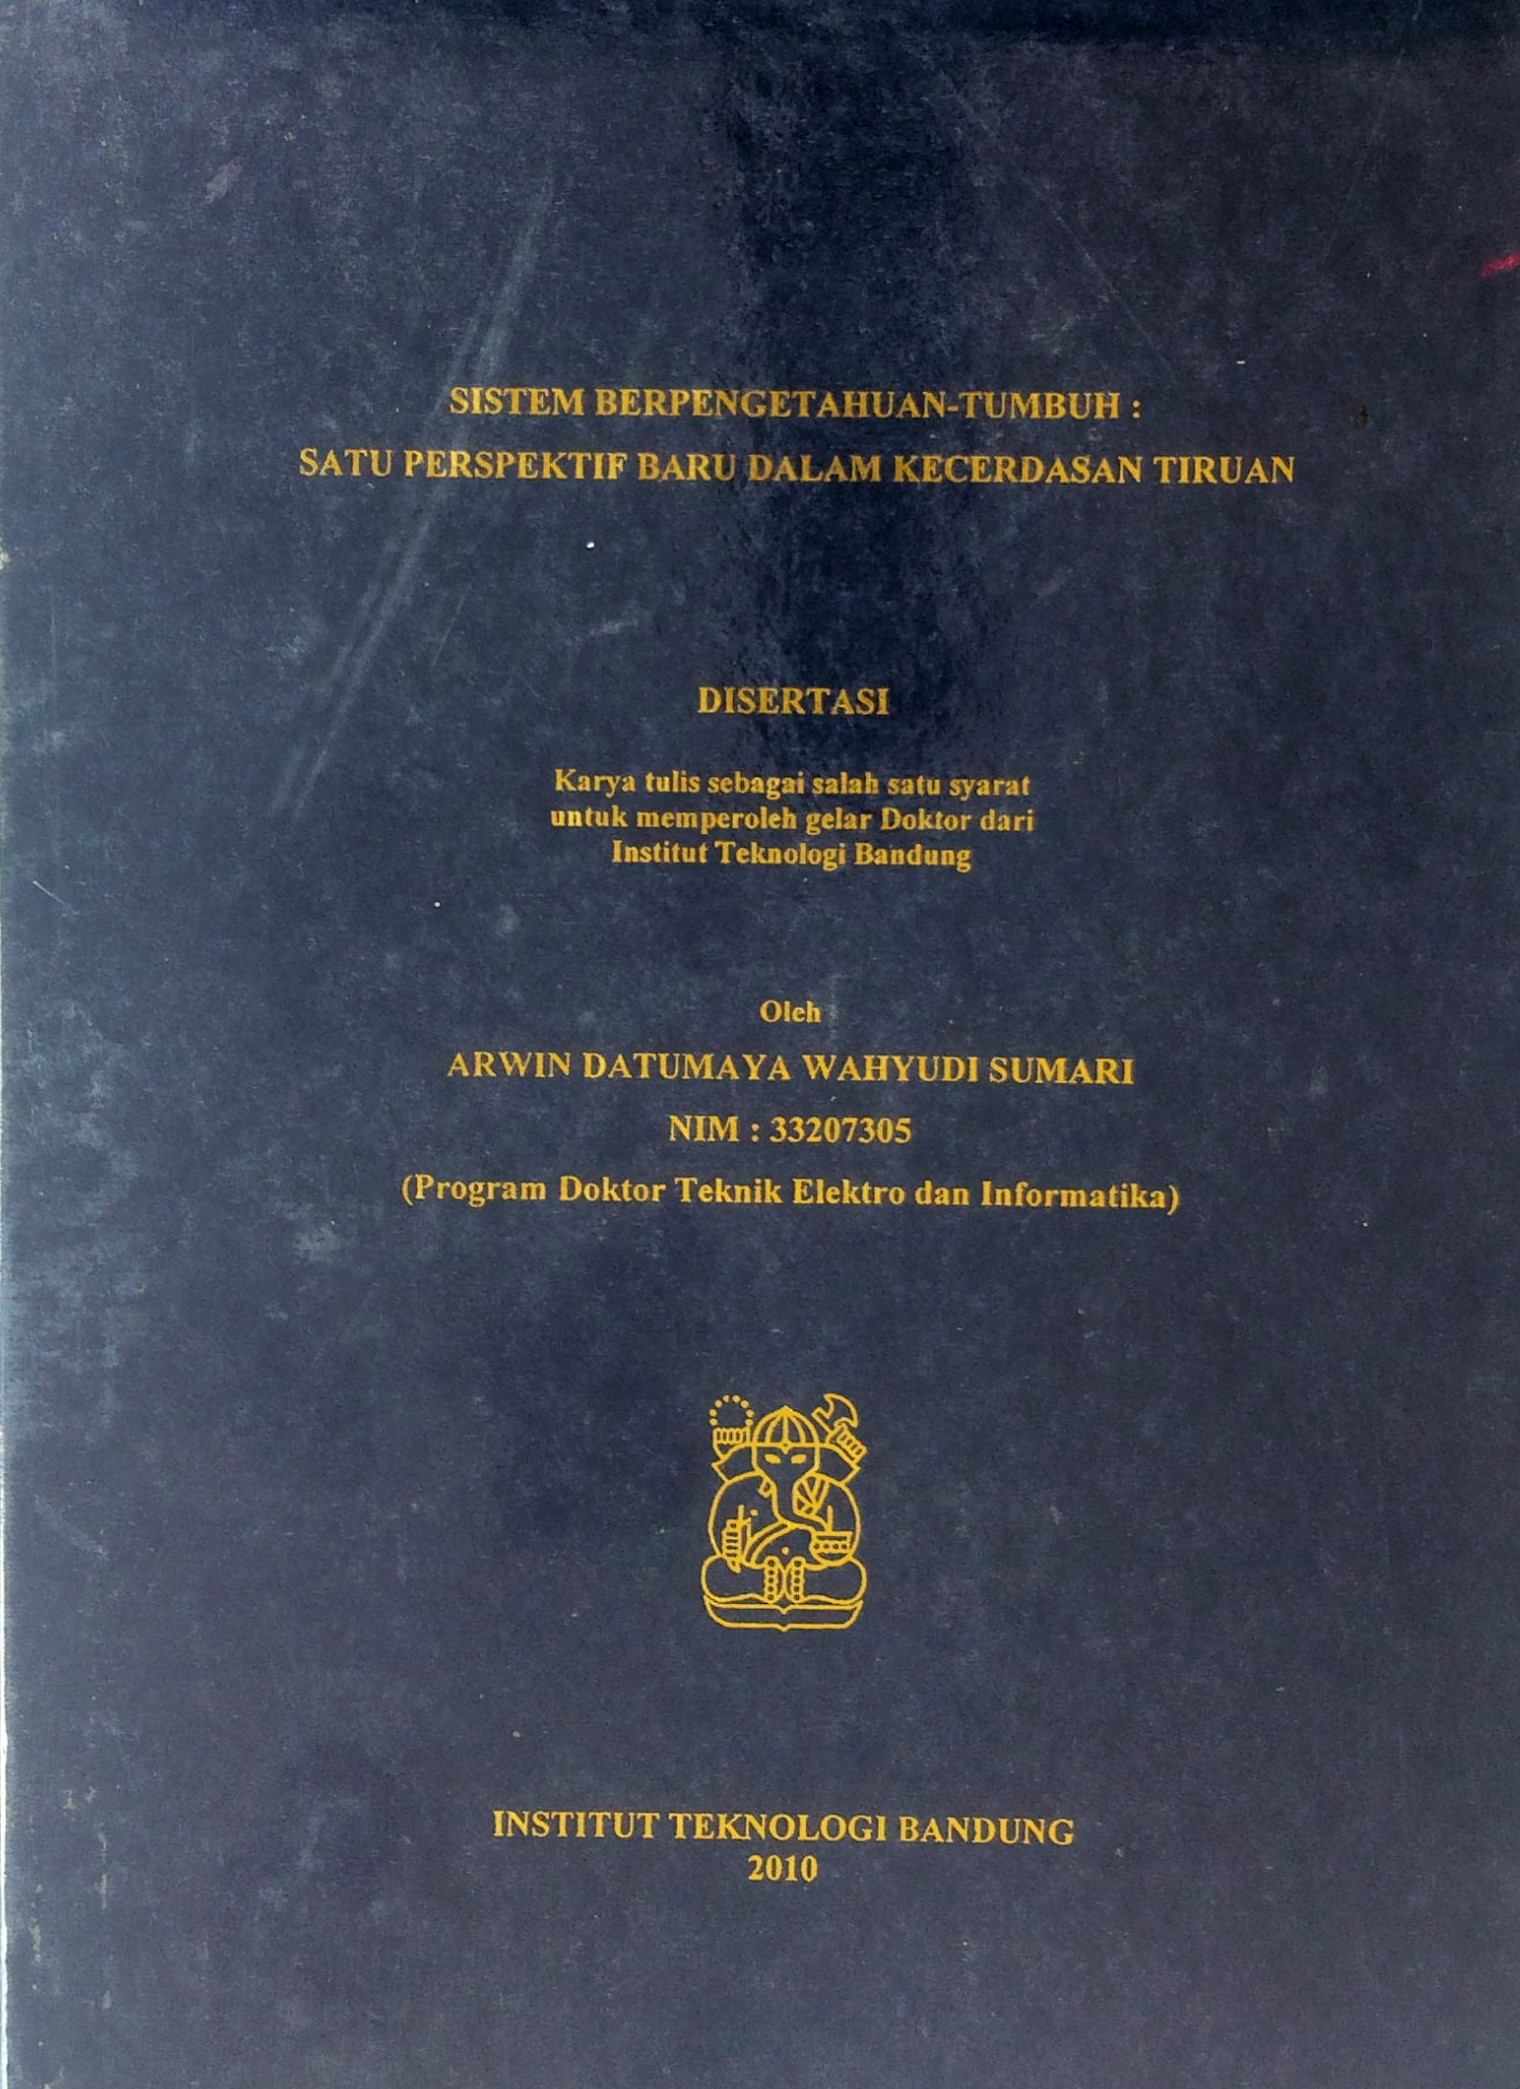 SISTEM BERPENGETAHUAN-TUMBUH :
SATU PERSPEKTIF BARU DALAM KECERDASAN TIRUAN
DISERTASI
Karya tulis sebagai salah satu syarat
untuk memperoleh gelar Doktor dari
Institut Teknologi Bandung
Oleh
ARWIN DATUMAYA WAHYUDI SUMARI
NIM : 33207305
(Program Doktor Teknik Elektro dan Informatika)
INSTITUT TEKNOLOGI BANDUNG
2010